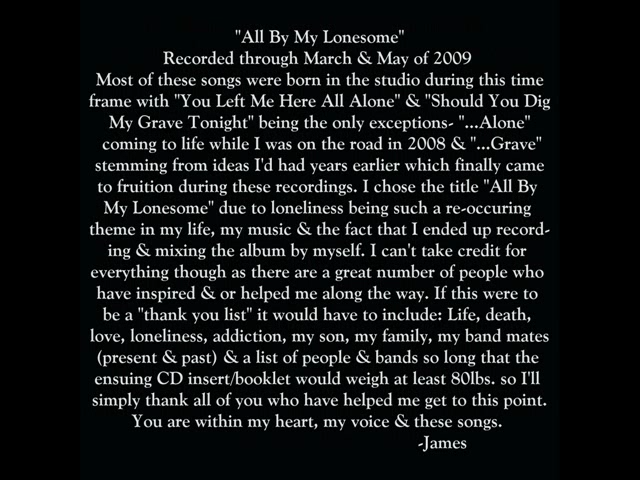 "All By My Lonesome"
Recorded through March & May of 2009
Most of these songs were born in the studio during this time
frame with "You Left Me Here All Alone" & "Should You Dig
My Grave Tonight" being the only exceptions- "...Alone"
coming to life while I was on the road in 2008 & "...Grave"
stemming from ideas I'd had years earlier which finally came
to fruition during these recordings. I chose the title "All By
My Lonesome" due to loneliness being such a re-occuring
theme in my life, my music & the fact that I ended up record-
ing & mixing the album by myself. I can't take credit for
everything though as there are a great number of people who
have inspired & or helped me along the way. If this were to
be a "thank you list" it would have to include: Life, death,
love, loneliness, addiction, my son, my family, my band mates
(present & past) & a list of people & bands so long that the
ensuing CD insert/booklet would weigh at least 80lbs. so I'll
simply thank all of you who have helped me get to this point.
You are within my heart, my voice & these songs.
-James